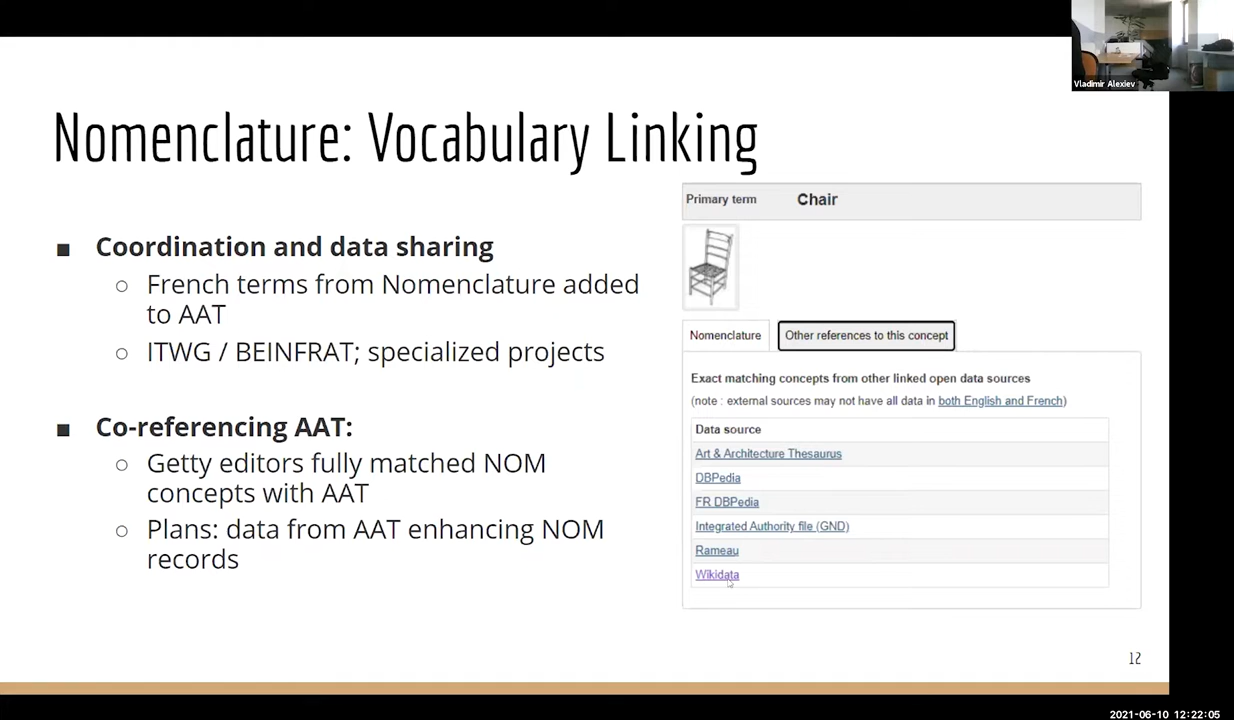 Vladimir Alexiev
Nomenclature: Vocabulary Linking
■ Coordination and data sharing
○ French terms from Nomenclature added
to AAT
○ ITWG / BEINFRAT; specialized projects
■ Co-referencing AAT:
○ Getty editors fully matched NOM
concepts with AAT
○ Plans: data from AAT enhancing NOM
records
Primary term Chair
Nomenclature Other references to this concept
Exact matching concepts from other linked open data sources
(note : external sources may not have all data in both English and French)
Data source
Art & Architecture Thesaurus
DBPedia
FR DBPedia
Integrated Authority file (GND)
Rameau
Wikidata
12
2021-06-10 12:22:05